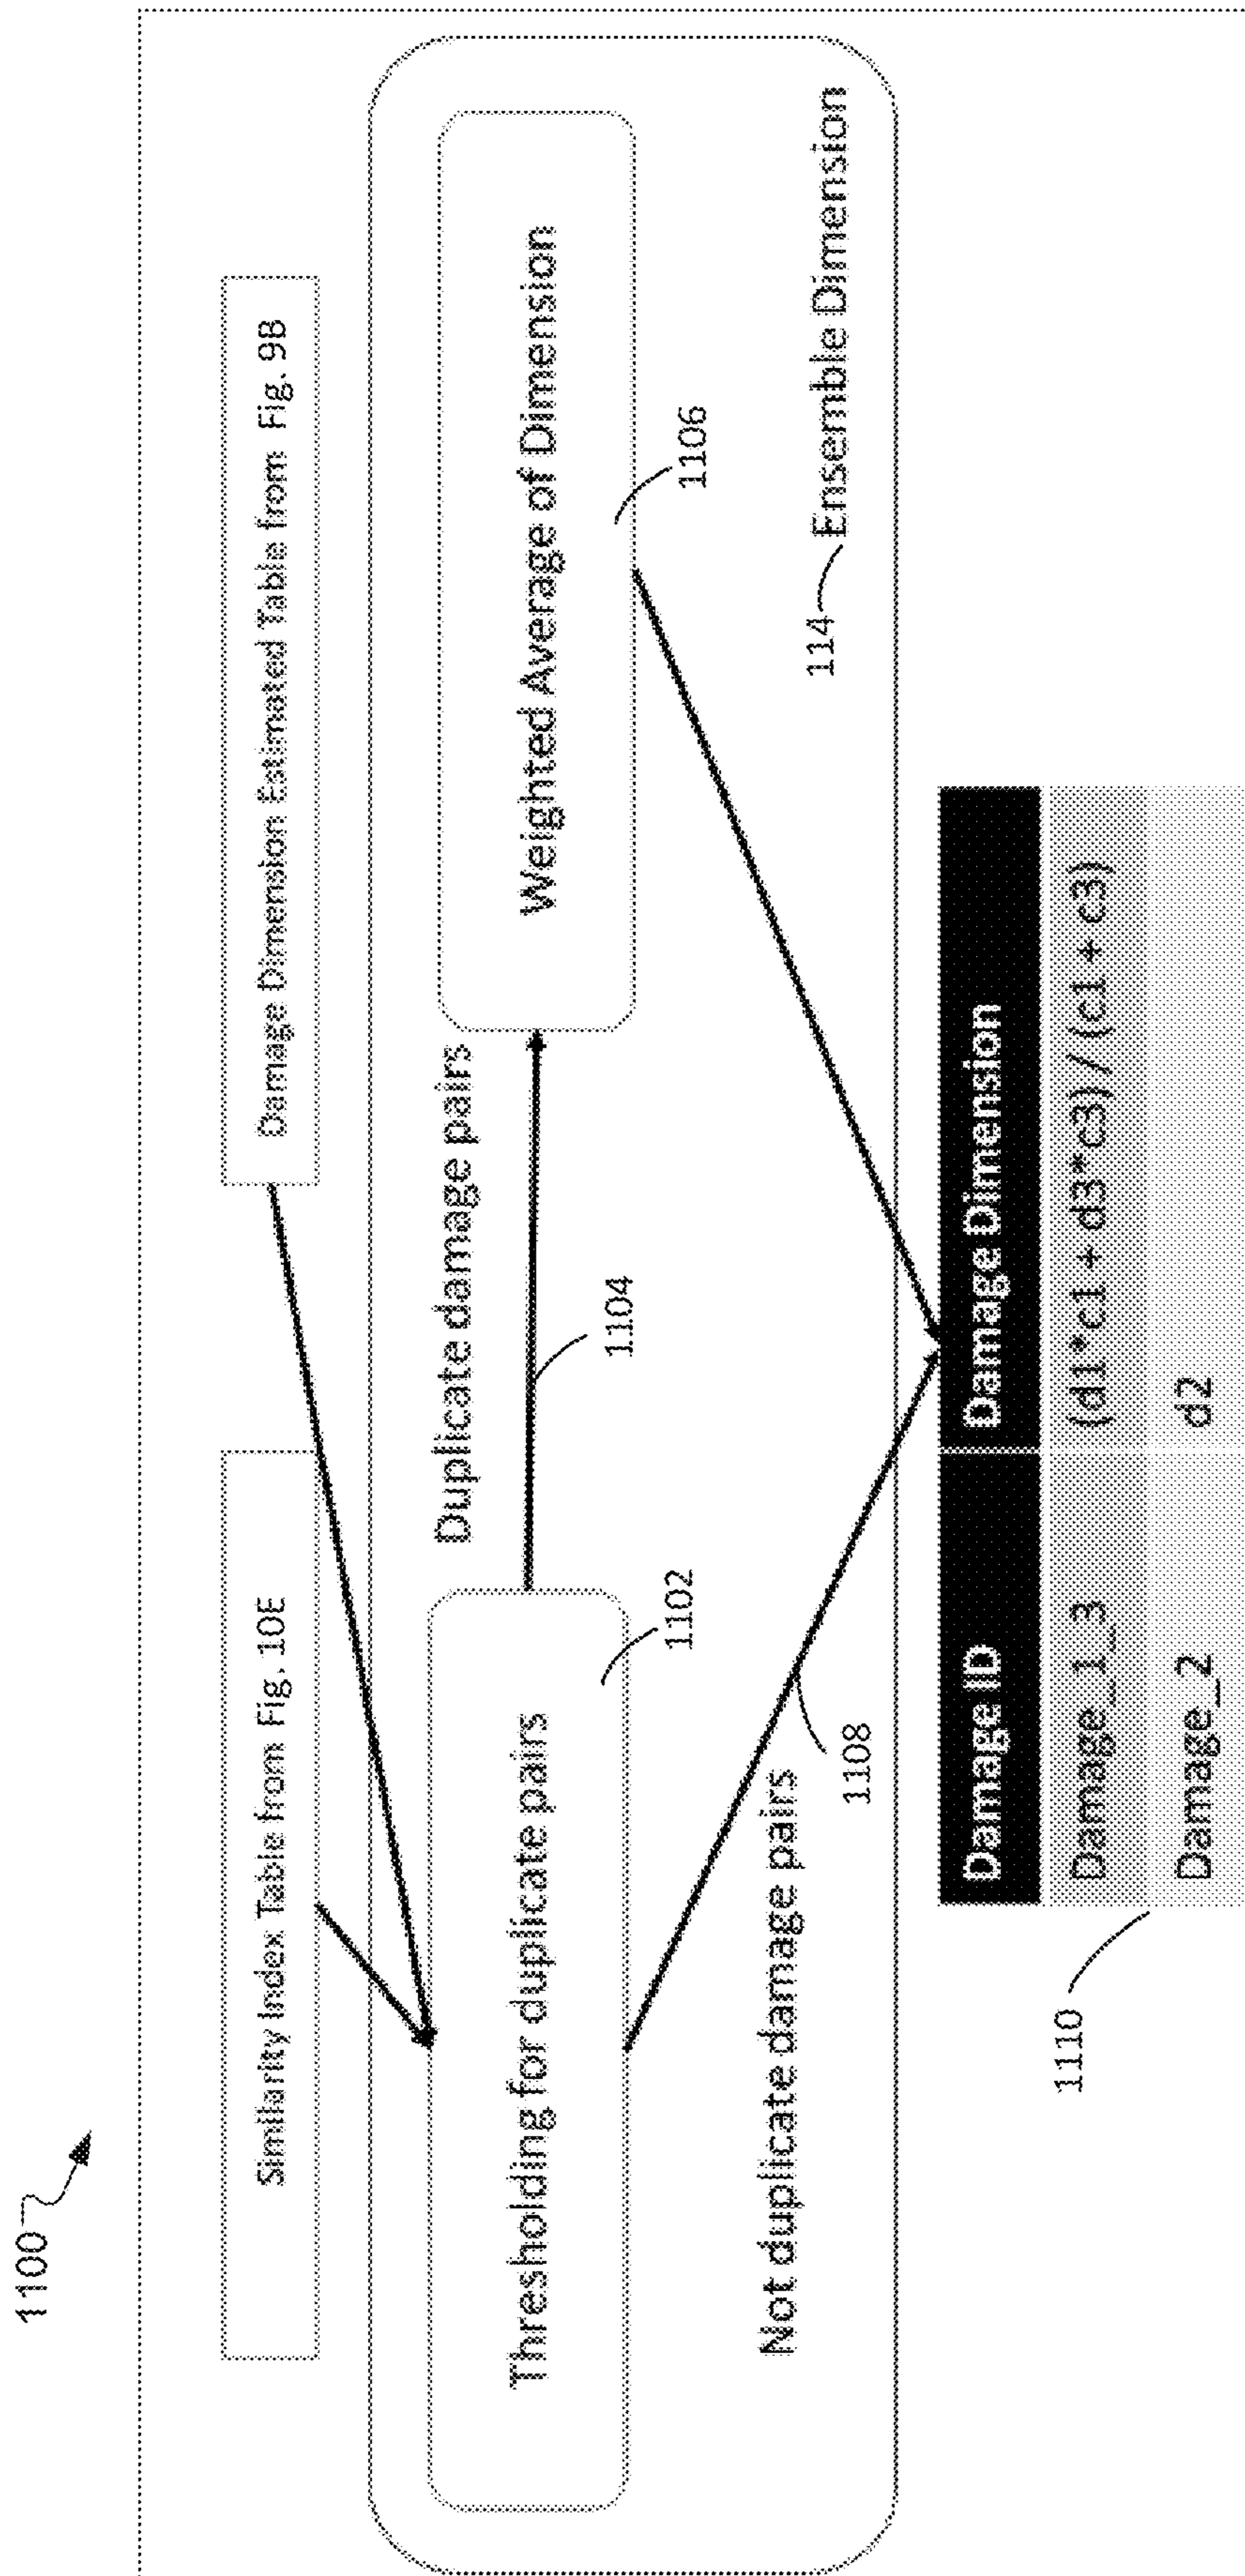 1100
Similarity Index Table from Fig. 10E
Damage Dimension Estimated Table from Fig. 9B
Thresholding for duplicate pairs
1102
Duplicate damage pairs
1104
Weighted Average of Dimension
1106
Not duplicate damage pairs
1108
114
Ensemble Dimension
1110
Damage ID Damage Dimension
Damage_1_3 (d1*c1 + d3*c3) / (c1 + c3)
Damage_2 d2